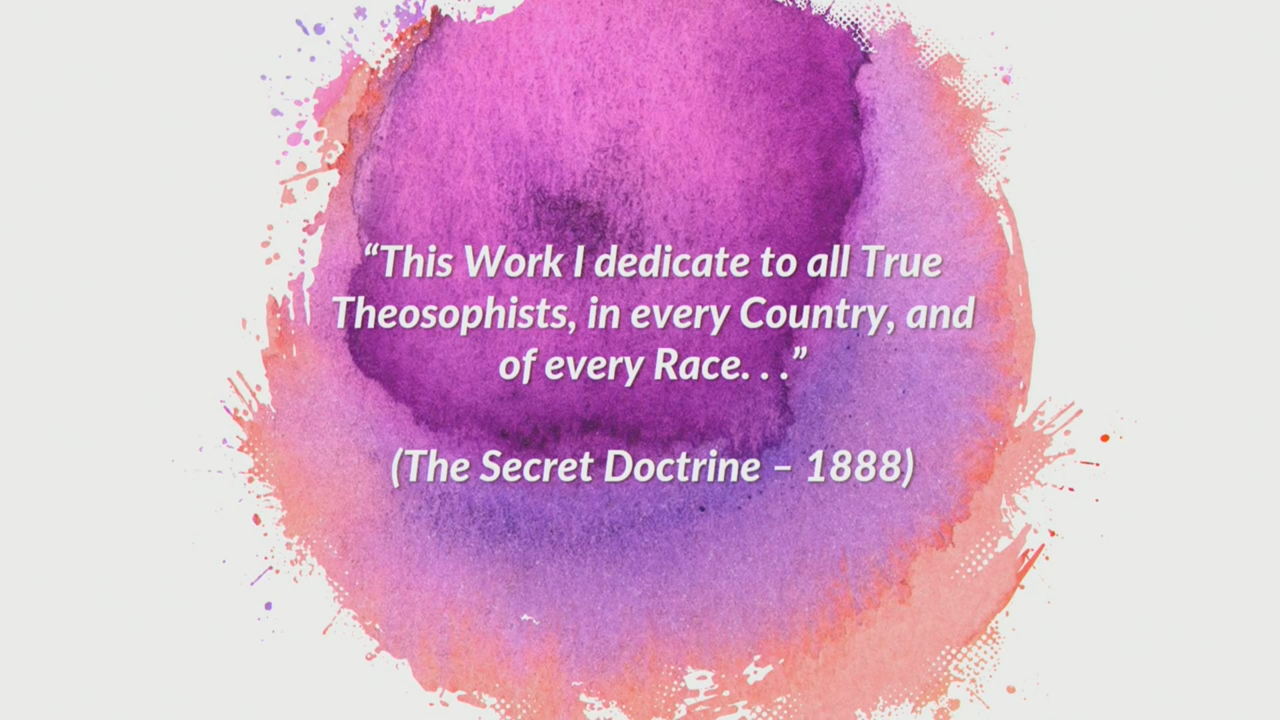 “This Work I dedicate to all True
Theosophists, in every Country, and
of every Race. . .”
(The Secret Doctrine – 1888)